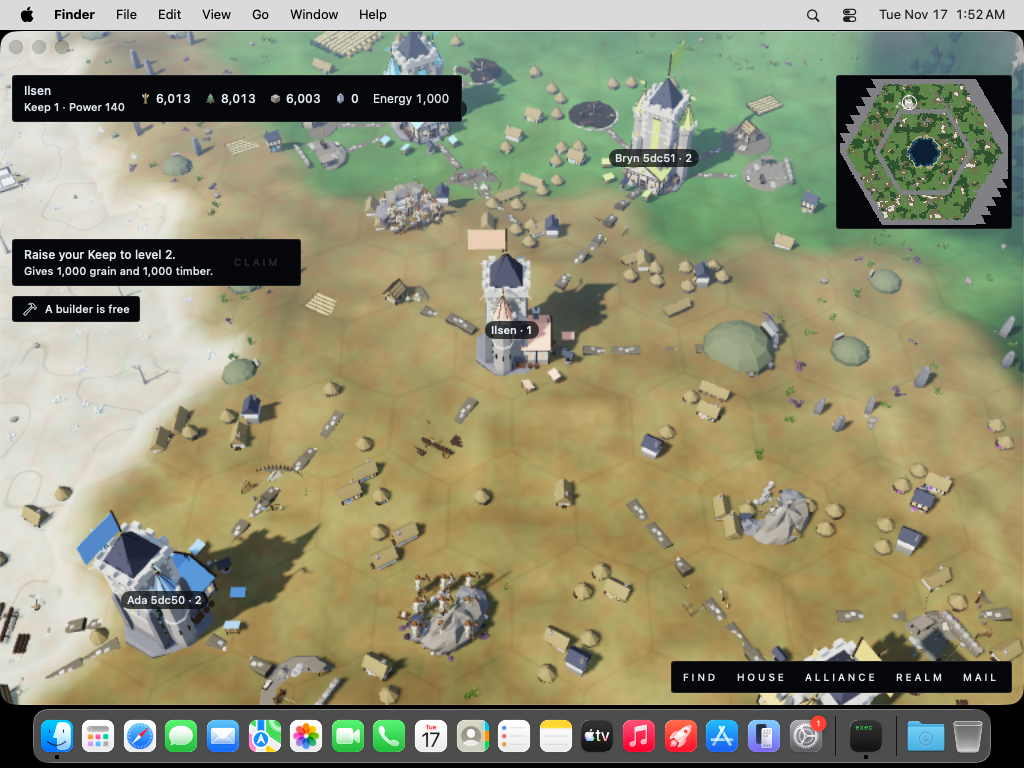 Finder File Edit View Go Window Help Tue Nov 17 1:52 AM
Ilsen
Keep 1 · Power 140
6,013 8,013 6,003 0 Energy 1,000
Bryn 5dc51 · 2
Raise your Keep to level 2.
Gives 1,000 grain and 1,000 timber.
CLAIM
A builder is free
Ilsen · 1
Ada 5dc50 · 2
FIND HOUSE ALLIANCE REALM MAIL
Tue
17
tv
1
exec